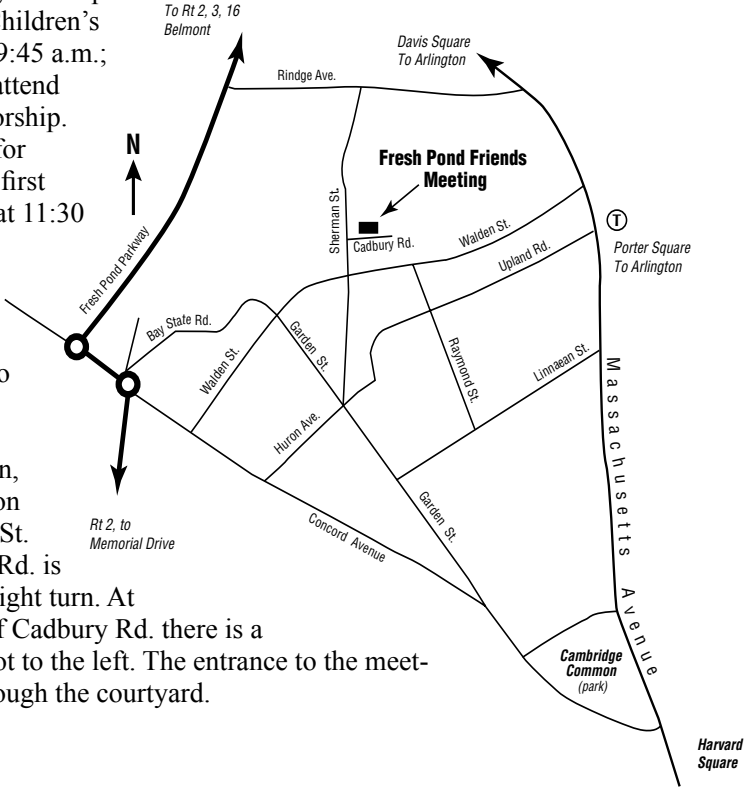 Children's
9:45 a.m.;
attend
orship.
for
first
at 11:30
o
n,
on
St.
Rd. is
ight turn. At
f Cadbury Rd. there is a
ot to the left. The entrance to the meet-
ough the courtyard.
To Rt 2, 3, 16
Belmont
Davis Square
To Arlington
Rindge Ave.
N
Fresh Pond Friends
Meeting
Sherman St.
Cadbury Rd.
Walden St.
Upland Rd.
T
Porter Square
To Arlington
Fresh Pond Parkway
Bay State Rd.
Walden St.
Garden St.
Raymond St.
Linnaean St.
Huron Ave.
Garden St.
Concord Avenue
Massachusetts Avenue
Rt 2, to
Memorial Drive
Cambridge
Common
(park)
Harvard
Square